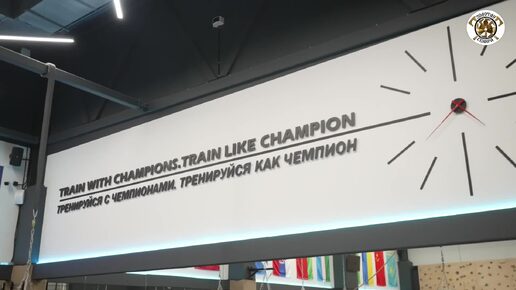 TRAIN WITH CHAMPIONS.TRAIN LIKE CHAMPION
ТРЕНИРУЙСЯ С ЧЕМПИОНАМИ. ТРЕНИРУЙСЯ КАК ЧЕМПИОН